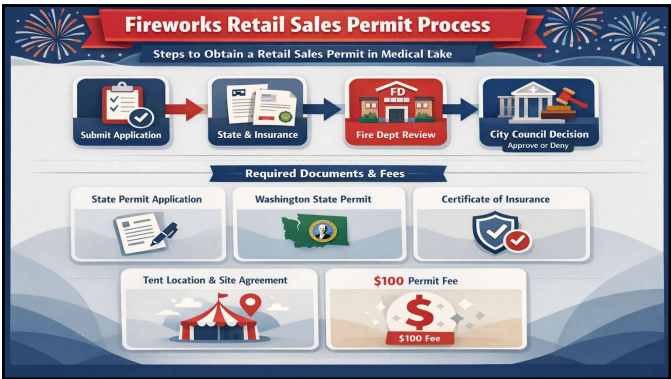 Fireworks Retail Sales Permit Process
Steps to Obtain a Retail Sales Permit in Medical Lake
Submit Application
State & Insurance
FD
Fire Dept Review
City Council Decision
Approve or Deny
Required Documents & Fees
State Permit Application
Washington State Permit
Certificate of Insurance
Tent Location & Site Agreement
$100 Permit Fee
$
$100 Fee